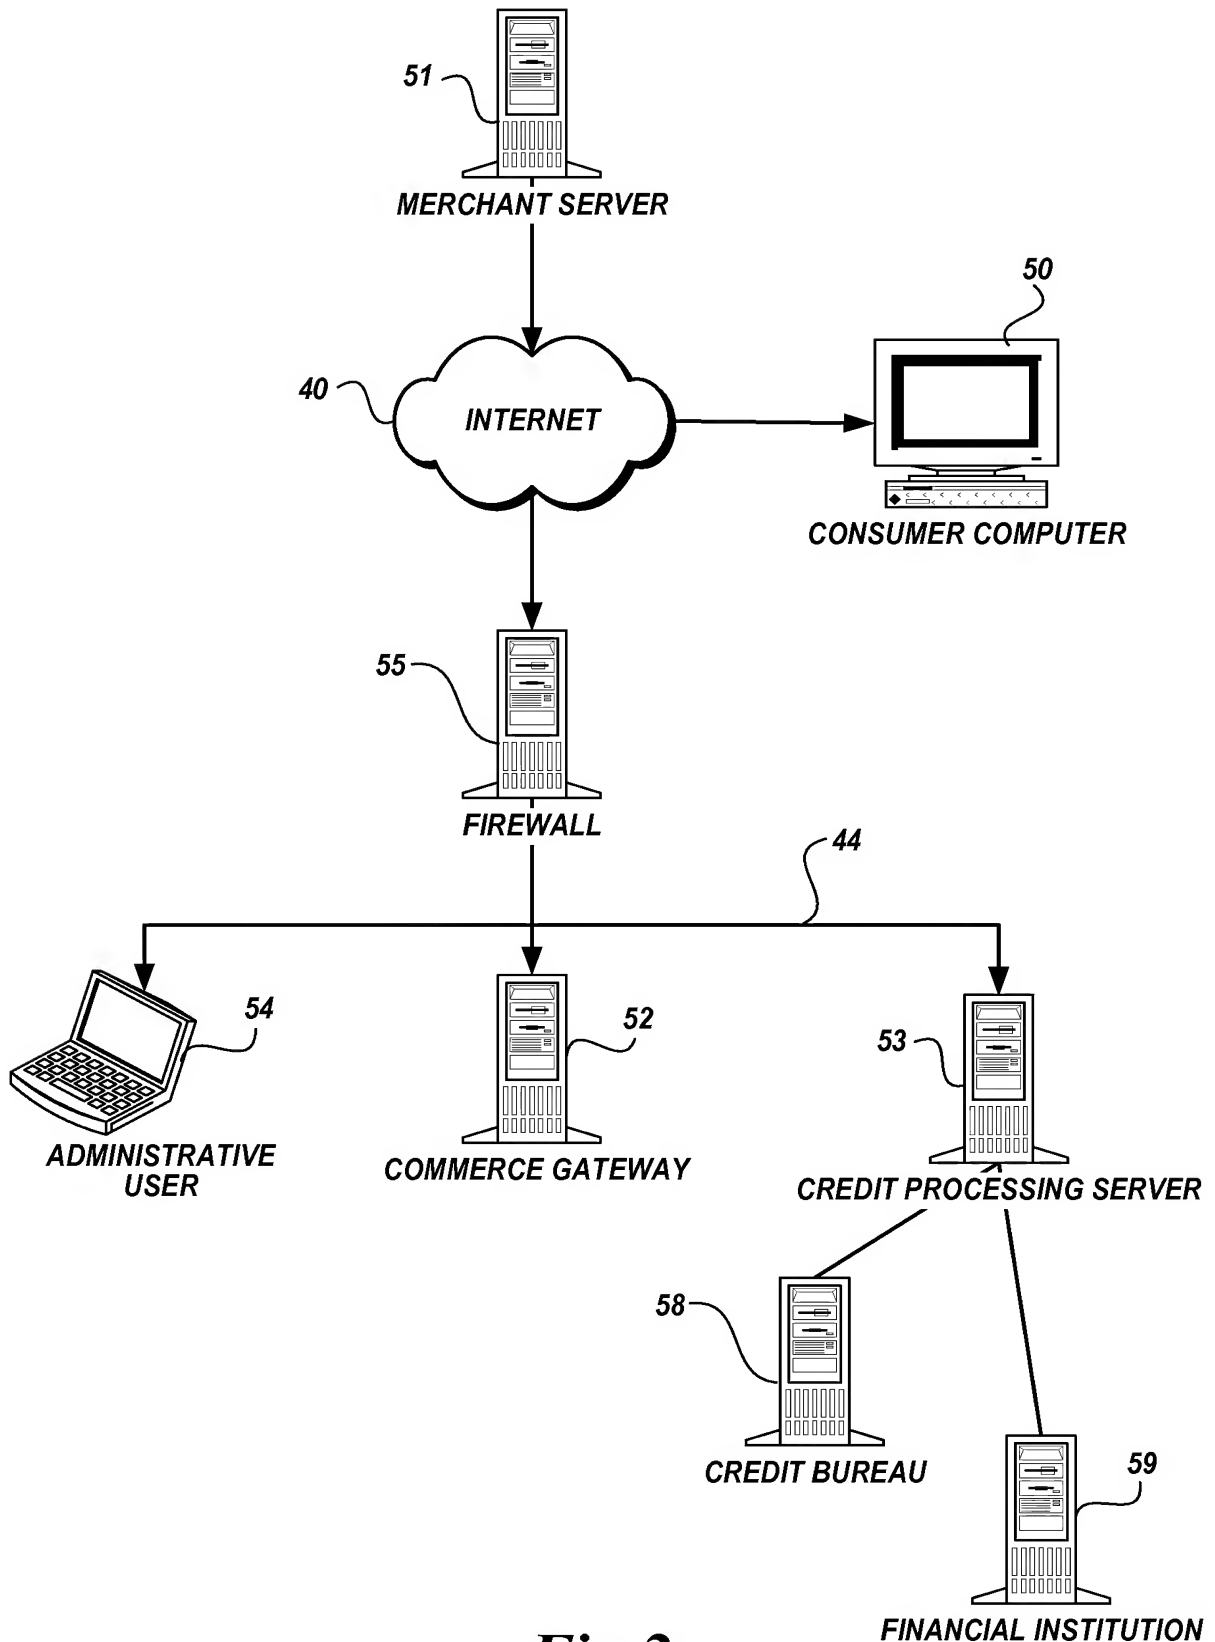 51
MERCHANT SERVER
50
40
INTERNET
CONSUMER COMPUTER
55
FIREWALL
44
54
52
53
ADMINISTRATIVE
USER
COMMERCE GATEWAY
CREDIT PROCESSING SERVER
58
CREDIT BUREAU
59
FINANCIAL INSTITUTION